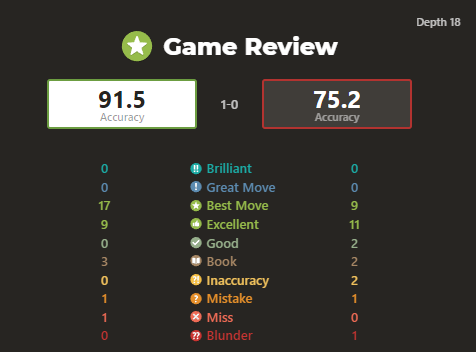 Depth 18
Game Review
91.5 1-0 75.2
Accuracy Accuracy
0 Brilliant 0
0 Great Move 0
17 Best Move 9
9 Excellent 11
0 Good 2
3 Book 2
0 Inaccuracy 2
1 Mistake 1
1 Miss 0
0 Blunder 1